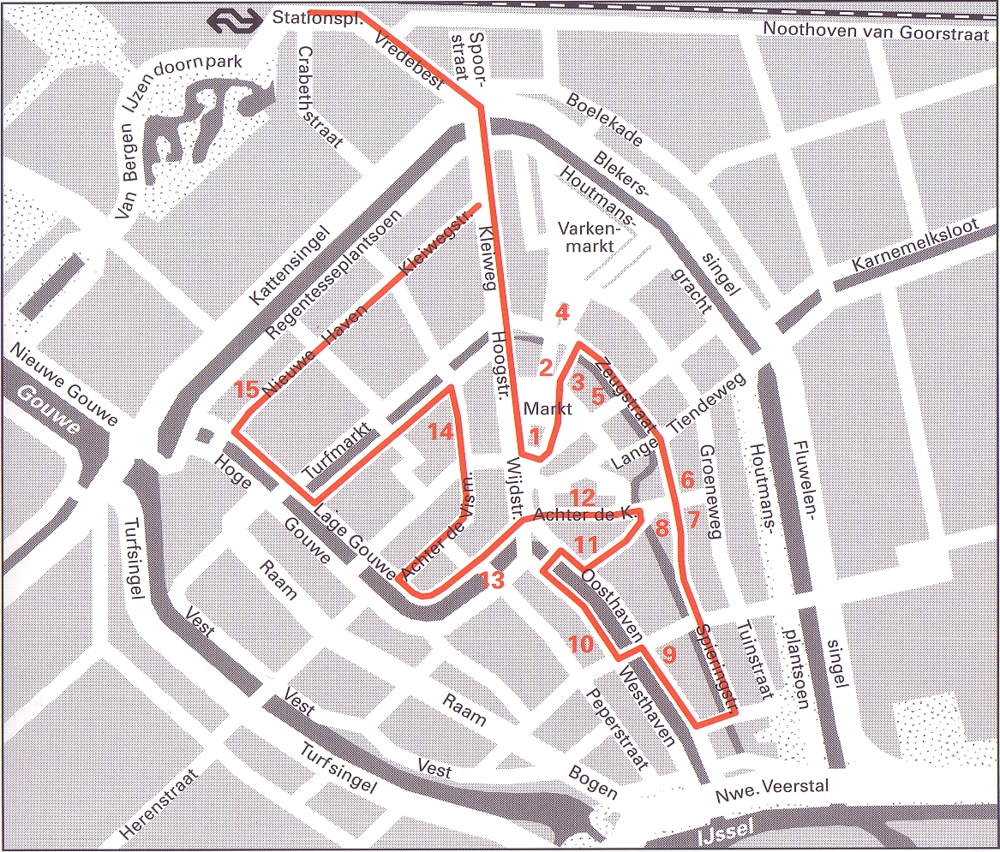 Stationspl.
Noothoven van Goorstraat
Vredebest
Spoor-
straat
Crabethstraat
Van Bergen IJzendoornpark
Boelekade
Blekers-
singel
Houtmans-
gracht
Varken-
markt
Karnemelksloot
Kattensingel
Regentesseplantsoen
Kleiwegstr.
Kleiweg
Nieuwe Haven
Hoogstr.
4
2
3
5
Zeugstraat
Markt
1
15
14
Nieuwe Gouwe
Gouwe
Turfmarkt
Lange Tiendeweg
Hoge
Gouwe
Lage Gouwe
Wijdstr.
Achter de Vism.
12
Achter de K.
6
7
8
Groeneweg
Houtmans-
plantsoen
Fluwelen-
singel
11
13
Oosthaven
10
9
Spieringstr.
Tuinstraat
Westhaven
Peperstraat
Turfsingel
Raam
Vest
Vest
Raam
Turfsingel
Vest
Bogen
Herenstraat
Nwe. Veerstal
IJssel